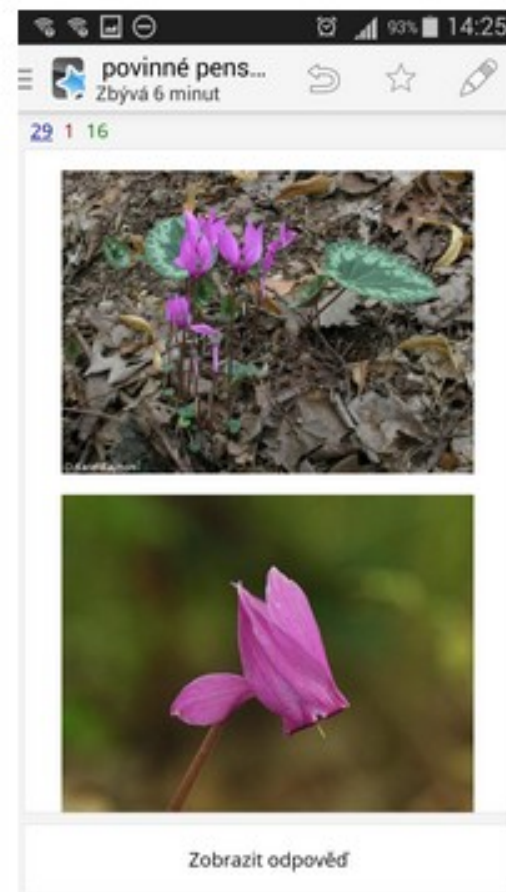 93% 14:25
povinné pens...
Zbývá 6 minut
29 1 16
Zobrazit odpověď